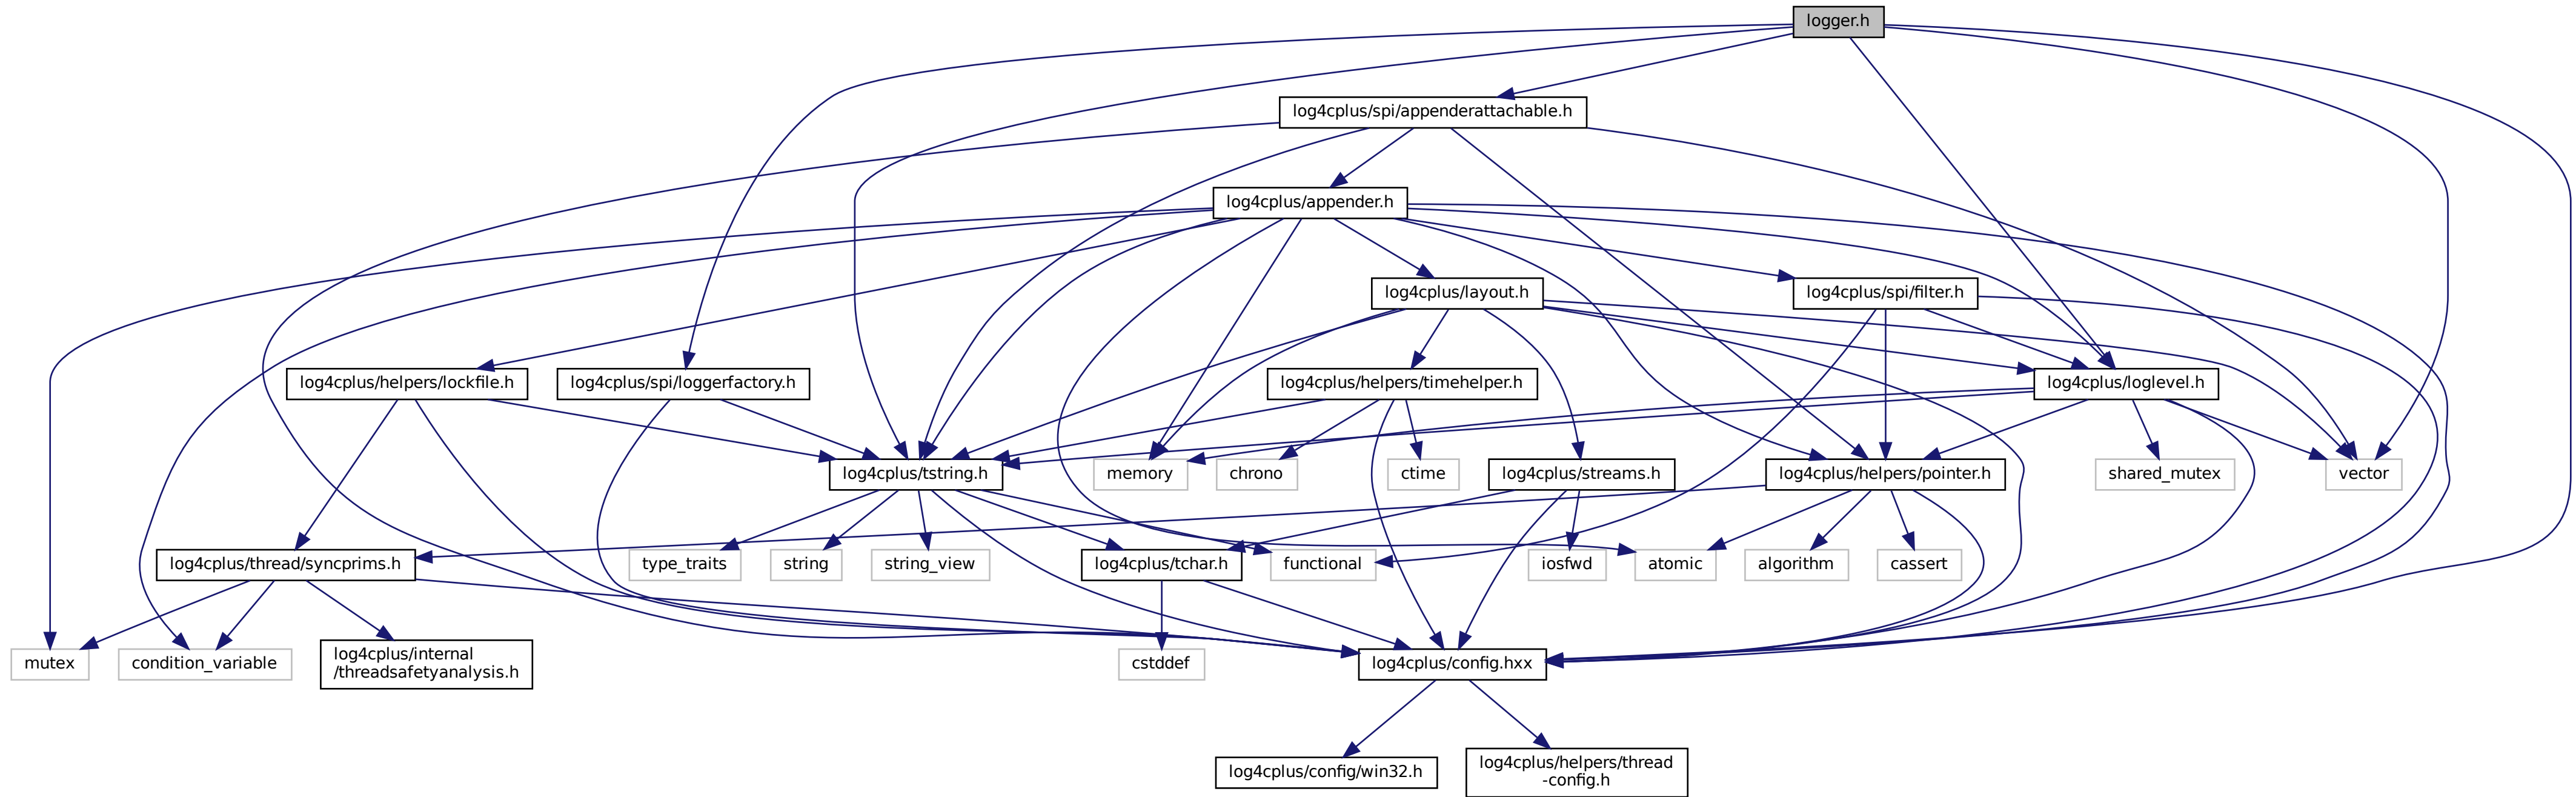 logger.h
log4cplus/spi/appenderattachable.h
log4cplus/appender.h
log4cplus/layout.h
log4cplus/spi/filter.h
log4cplus/helpers/lockfile.h
log4cplus/spi/loggerfactory.h
log4cplus/helpers/timehelper.h
log4cplus/loglevel.h
log4cplus/tstring.h
memory
chrono
ctime
log4cplus/streams.h
log4cplus/helpers/pointer.h
shared_mutex
vector
log4cplus/thread/syncprims.h
type_traits
string
string_view
log4cplus/tchar.h
functional
iosfwd
atomic
algorithm
cassert
mutex
condition_variable
log4cplus/internal
/threadsafetyanalysis.h
cstddef
log4cplus/config.hxx
log4cplus/config/win32.h
log4cplus/helpers/thread
-config.h